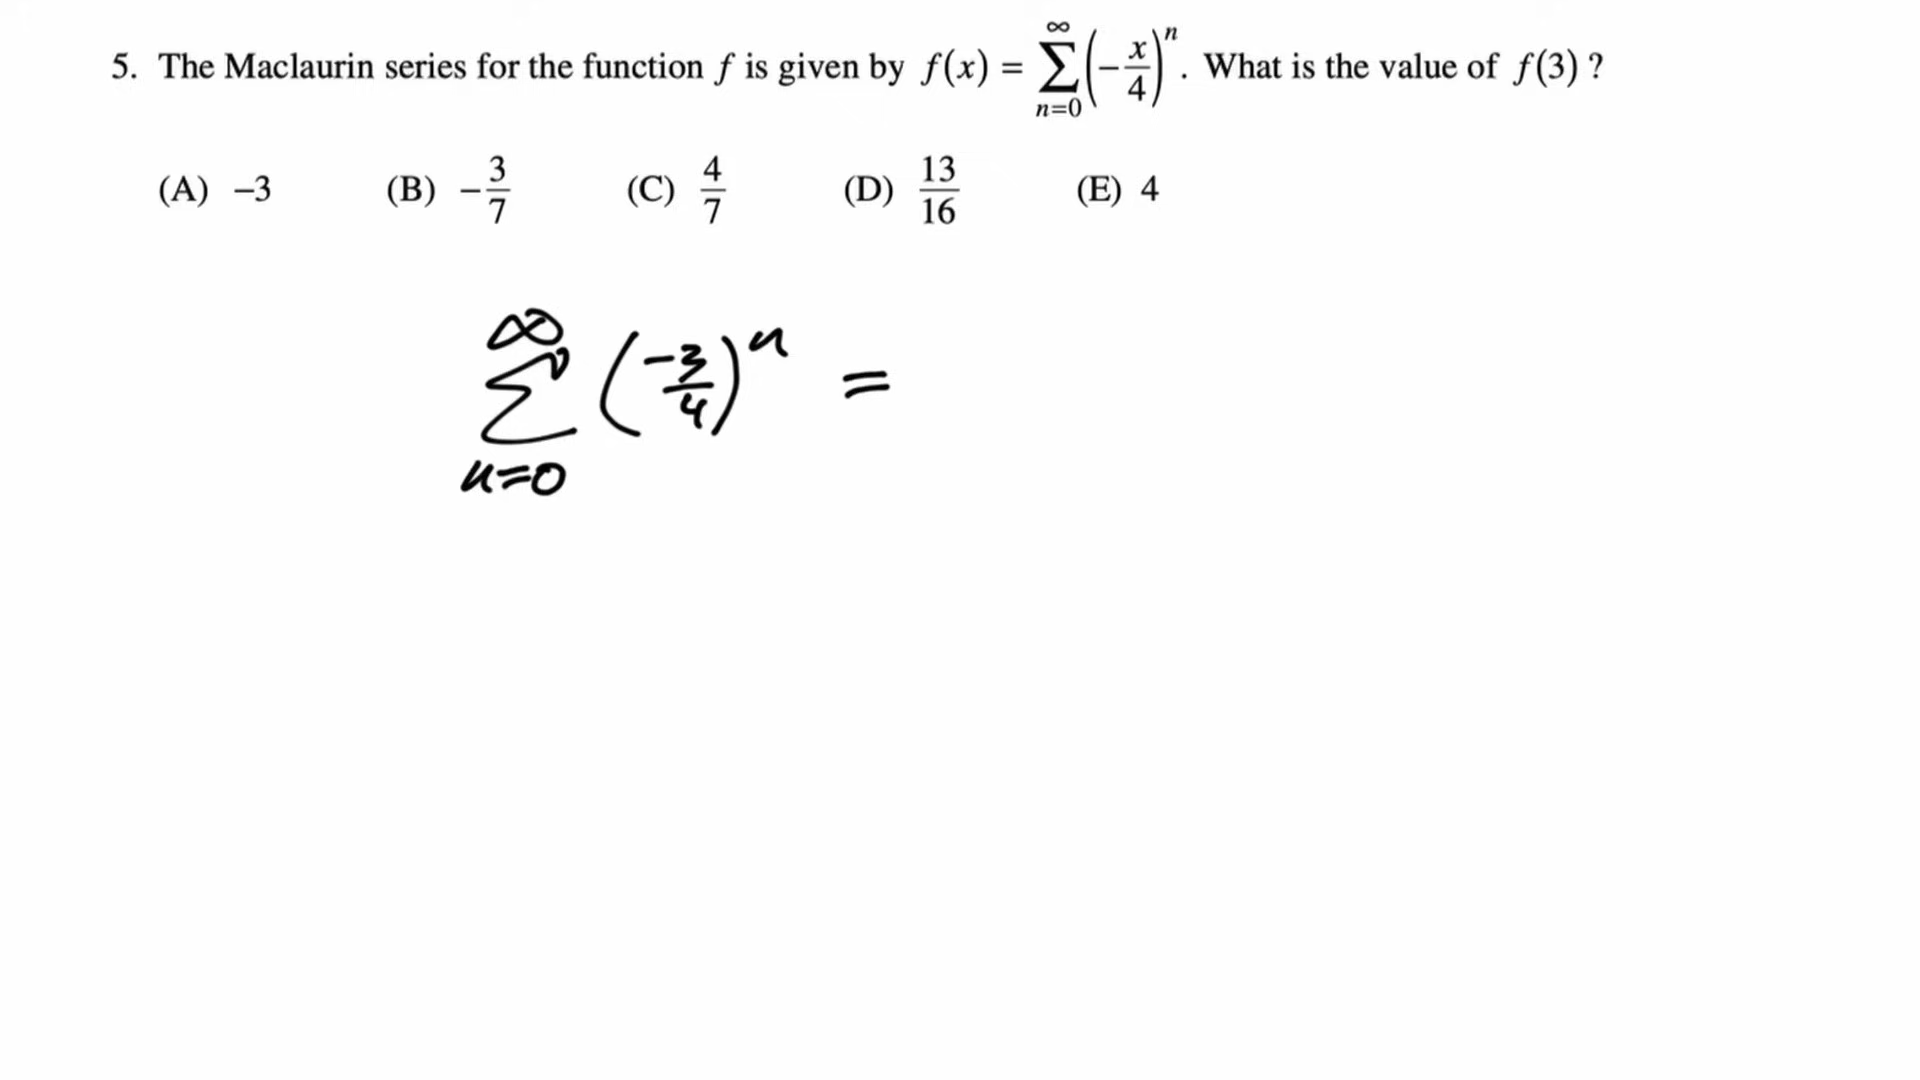 5. The Maclaurin series for the function f is given by f(x) = ∑_{n=0}^{∞} (−x/4)^n. What is the value of f(3) ?
(A) −3 (B) −3/7 (C) 4/7 (D) 13/16 (E) 4
∑_{n=0}^{∞} (−3/4)^n =